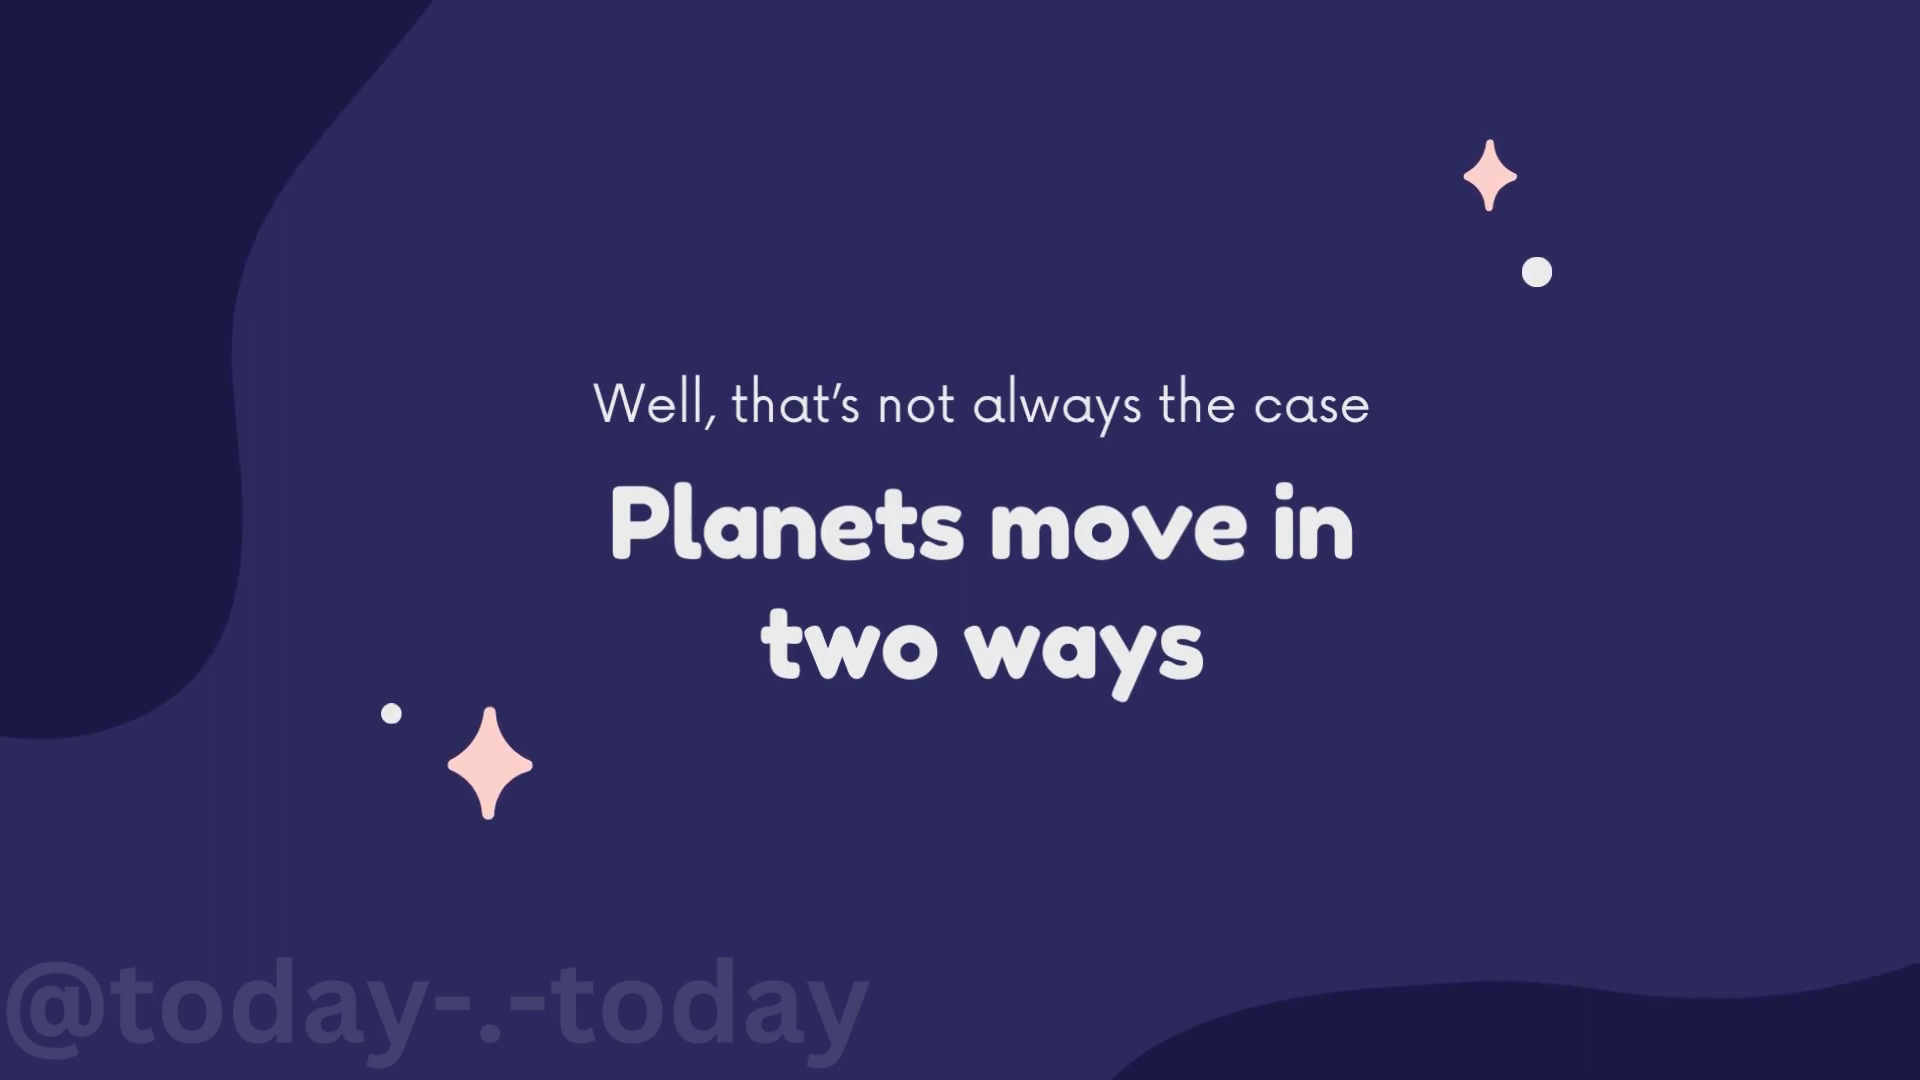 Well, that’s not always the case
Planets move in
two ways
@today-.-today